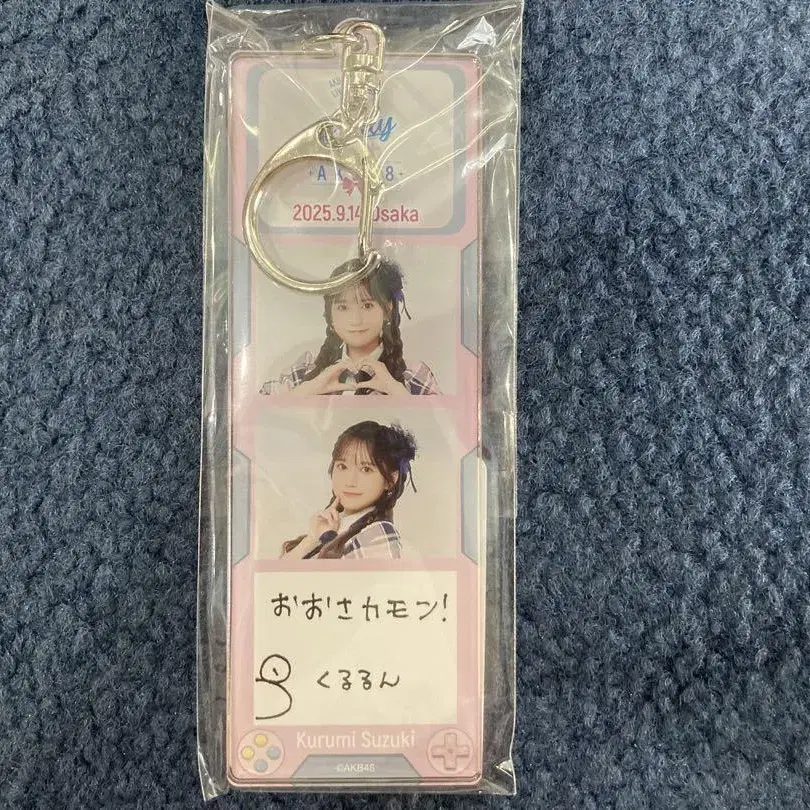 AKB48
2025.9.14 Osaka
おおさカモン!
くるるん
Kurumi Suzuki
©AKB48